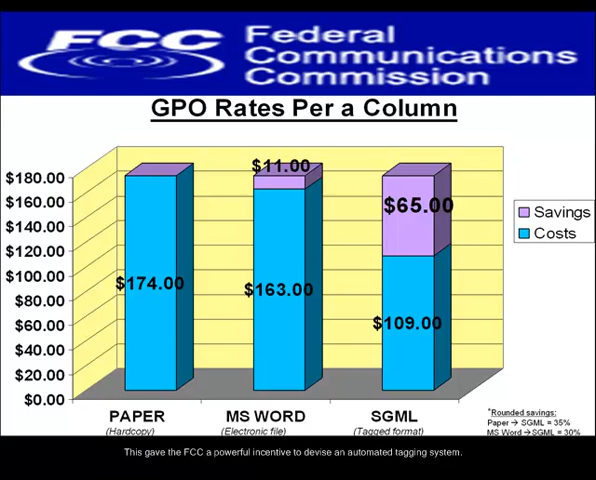 FCC Federal
Communications
Commission
GPO Rates Per a Column
$180.00
$160.00
$140.00
$120.00
$100.00
$80.00
$60.00
$40.00
$20.00
$0.00
$174.00
$11.00
$163.00
$65.00
$109.00
Savings
Costs
PAPER
(Hardcopy)
MS WORD
(Electronic file)
SGML
(Tagged format)
*Rounded savings:
Paper → SGML = 35%
MS Word → SGML = 30%
This gave the FCC a powerful incentive to devise an automated tagging system.